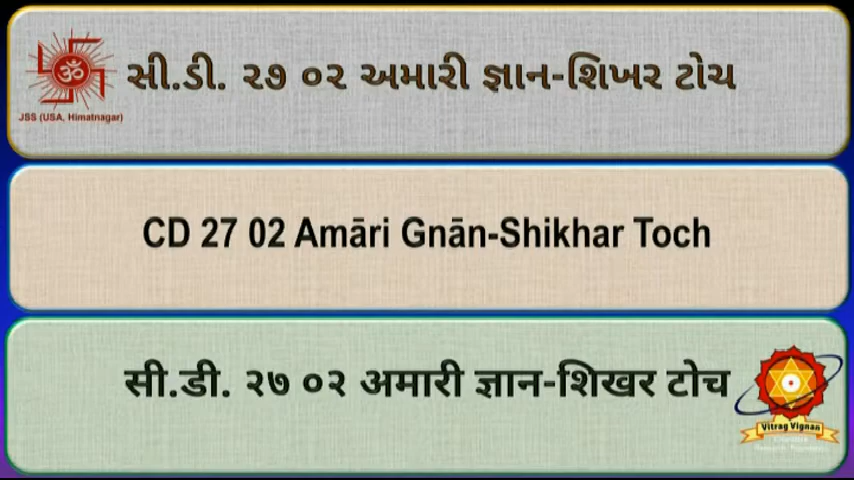 સી.ડી. ૨૭ ૦૨ અમારી જ્ઞાન-શિખર ટોચ
JSS (USA, Himatnagar)
CD 27 02 Amāri Gnān-Shikhar Toch
सी.डी. २७ ०२ अमारी ज्ञान-शिखर टोच
Vitrag Vignan